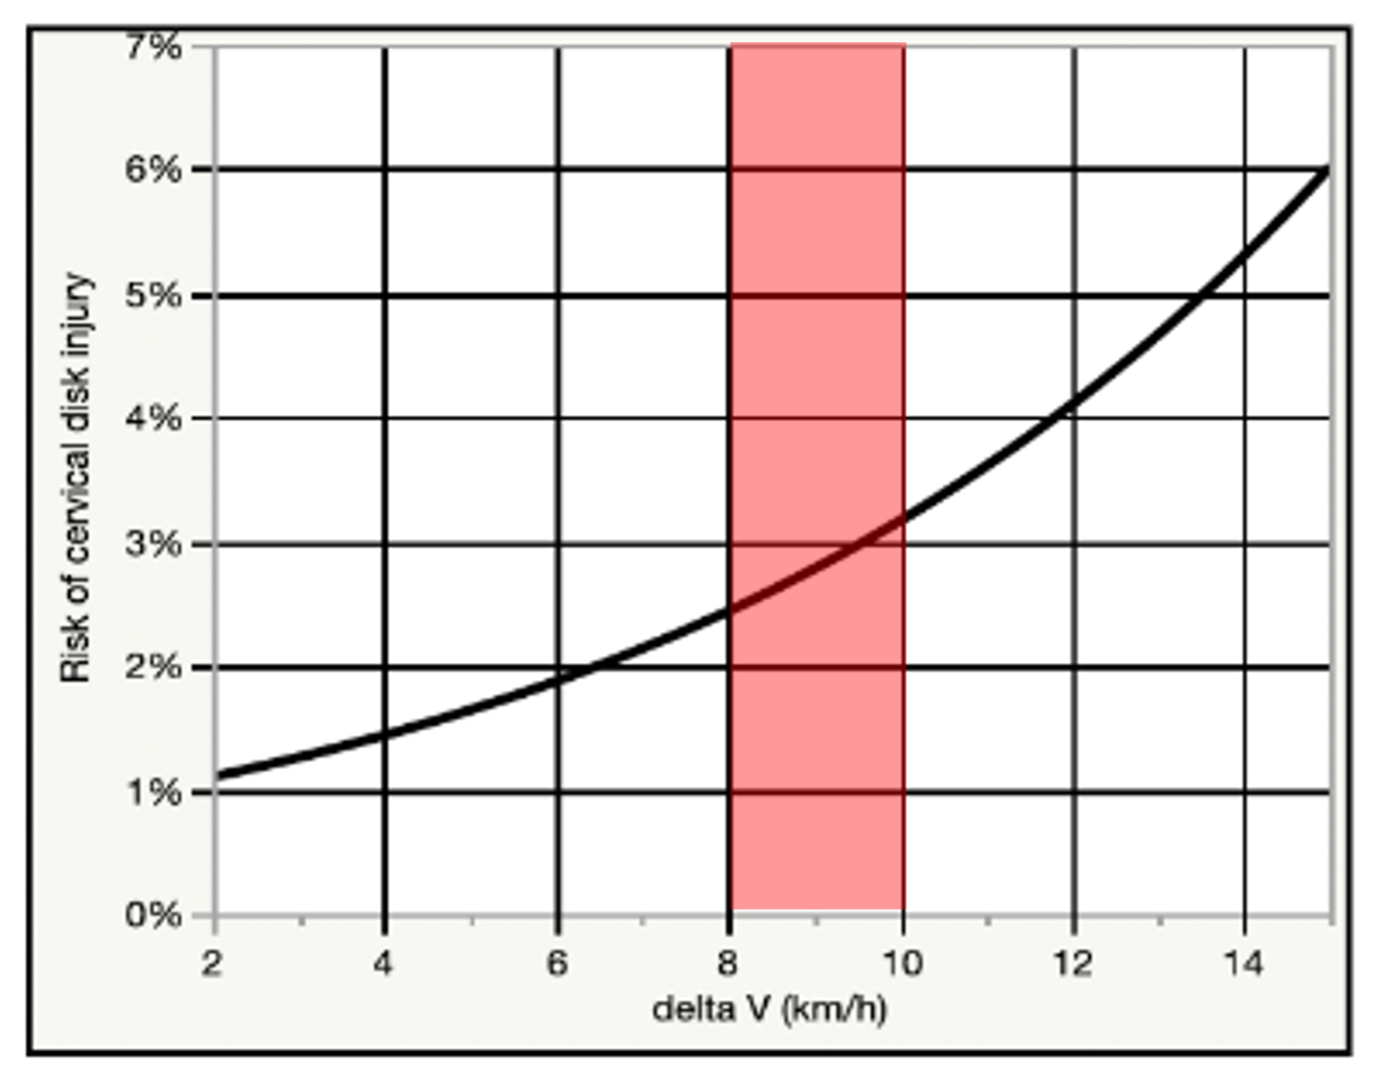 7%
6%
5%
4%
3%
2%
1%
0%
Risk of cervical disk injury
2 4 6 8 10 12 14
delta V (km/h)